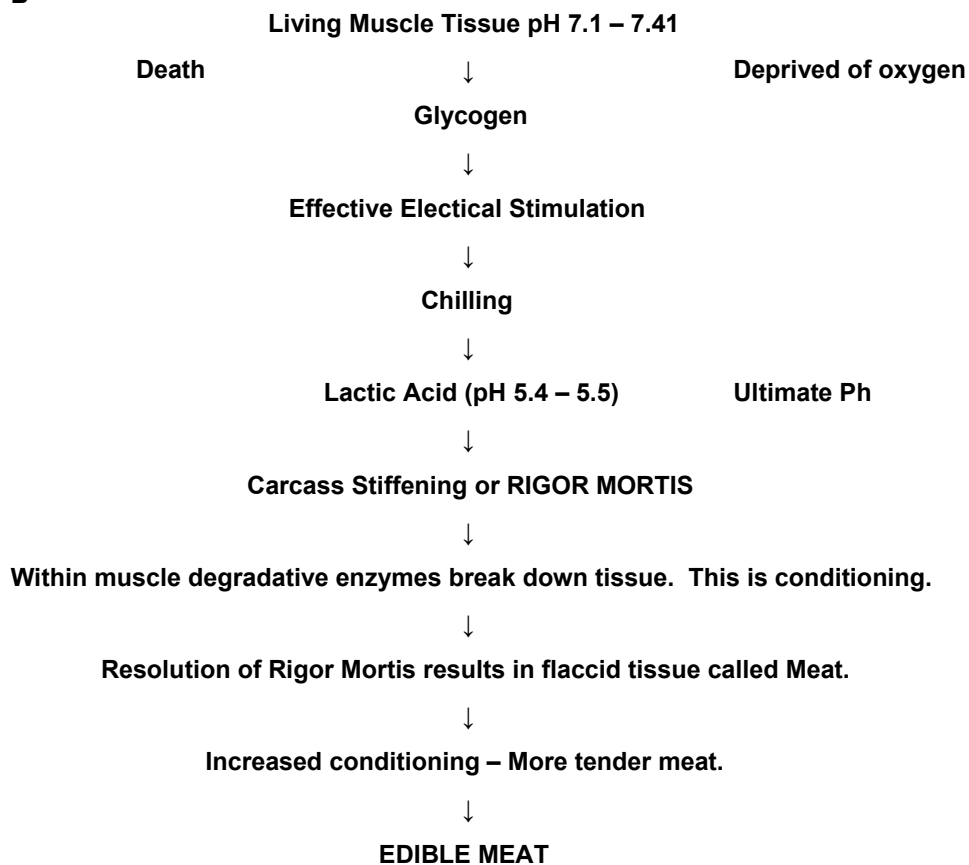 Living Muscle Tissue pH 7.1 – 7.41
Death ↓ Deprived of oxygen
Glycogen
↓
Effective Electical Stimulation
↓
Chilling
↓
Lactic Acid (pH 5.4 – 5.5) Ultimate Ph
↓
Carcass Stiffening or RIGOR MORTIS
↓
Within muscle degradative enzymes break down tissue. This is conditioning.
↓
Resolution of Rigor Mortis results in flaccid tissue called Meat.
↓
Increased conditioning – More tender meat.
↓
EDIBLE MEAT